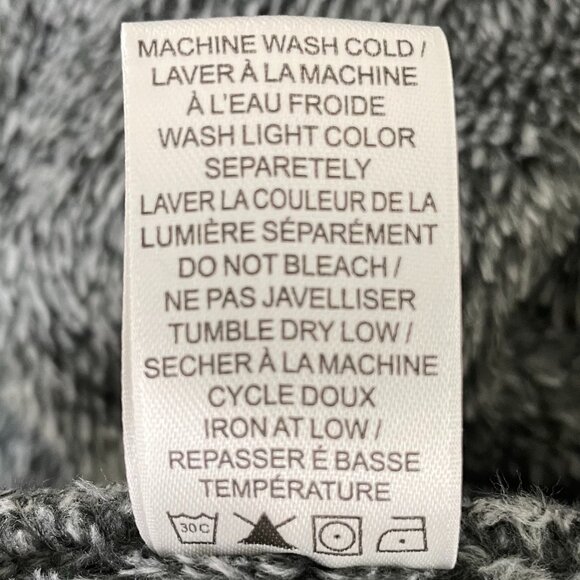 MACHINE WASH COLD /
LAVER À LA MACHINE
À L'EAU FROIDE
WASH LIGHT COLOR
SEPARETELY
LAVER LA COULEUR DE LA
LUMIÈRE SÉPARÉMENT
DO NOT BLEACH /
NE PAS JAVELLISER
TUMBLE DRY LOW /
SECHER À LA MACHINE
CYCLE DOUX
IRON AT LOW /
REPASSER É BASSE
TEMPÉRATURE
30C